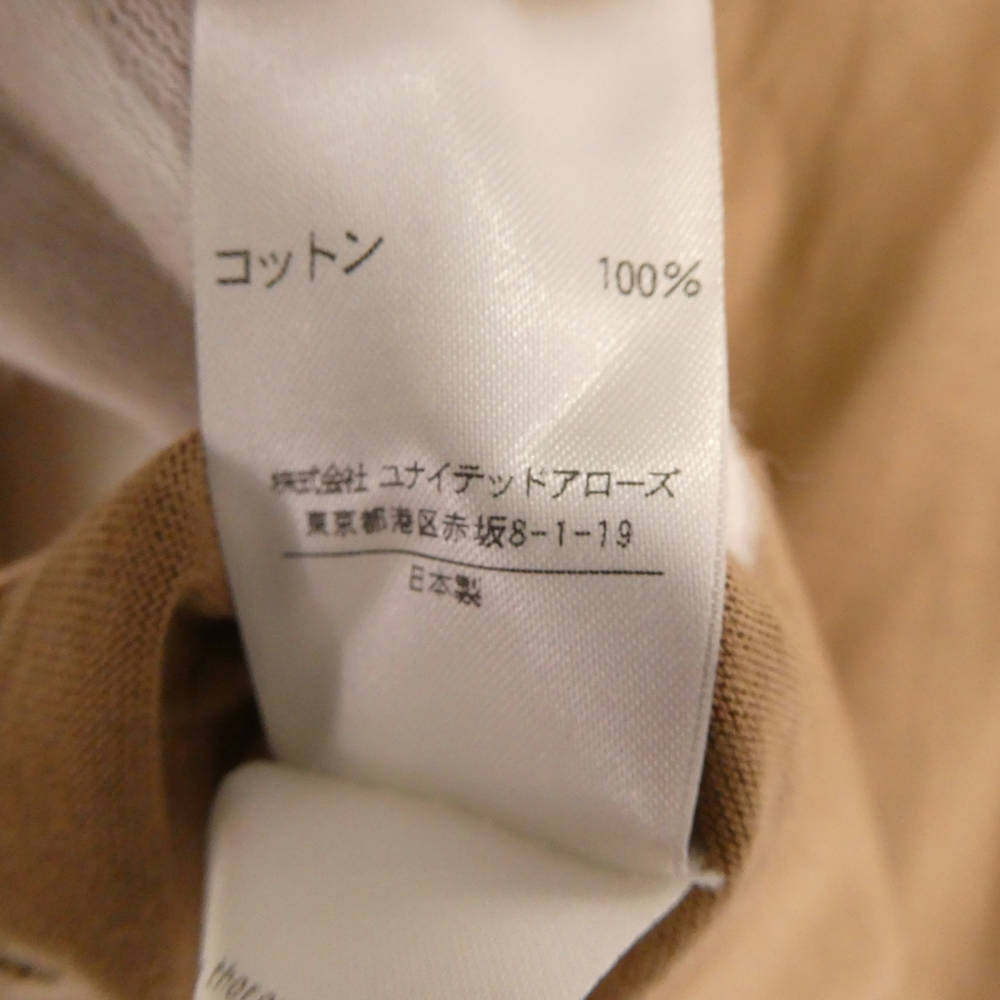 コットン 100%
株式会社 ユナイテッドアローズ
東京都港区赤坂8-1-19
日本製